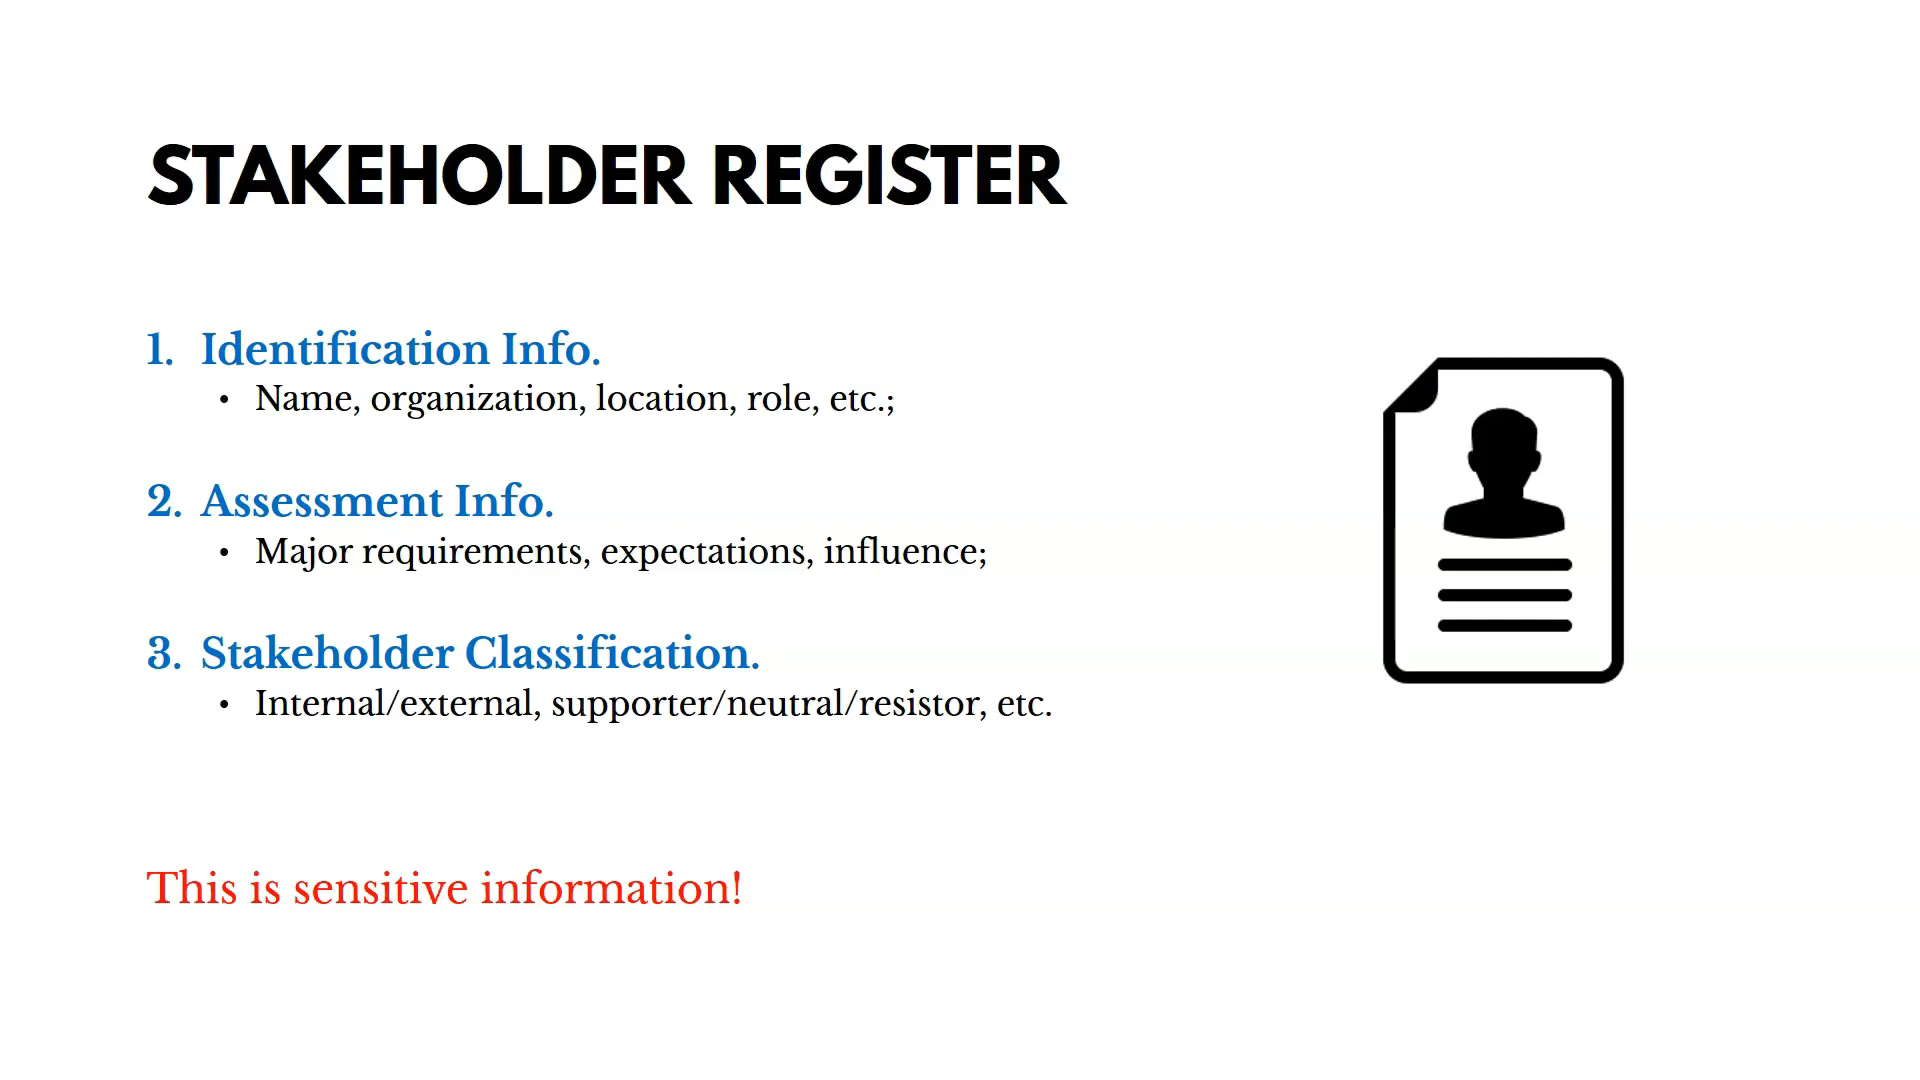 STAKEHOLDER REGISTER
1. Identification Info.
• Name, organization, location, role, etc.;
2. Assessment Info.
• Major requirements, expectations, influence;
3. Stakeholder Classification.
• Internal/external, supporter/neutral/resistor, etc.
This is sensitive information!